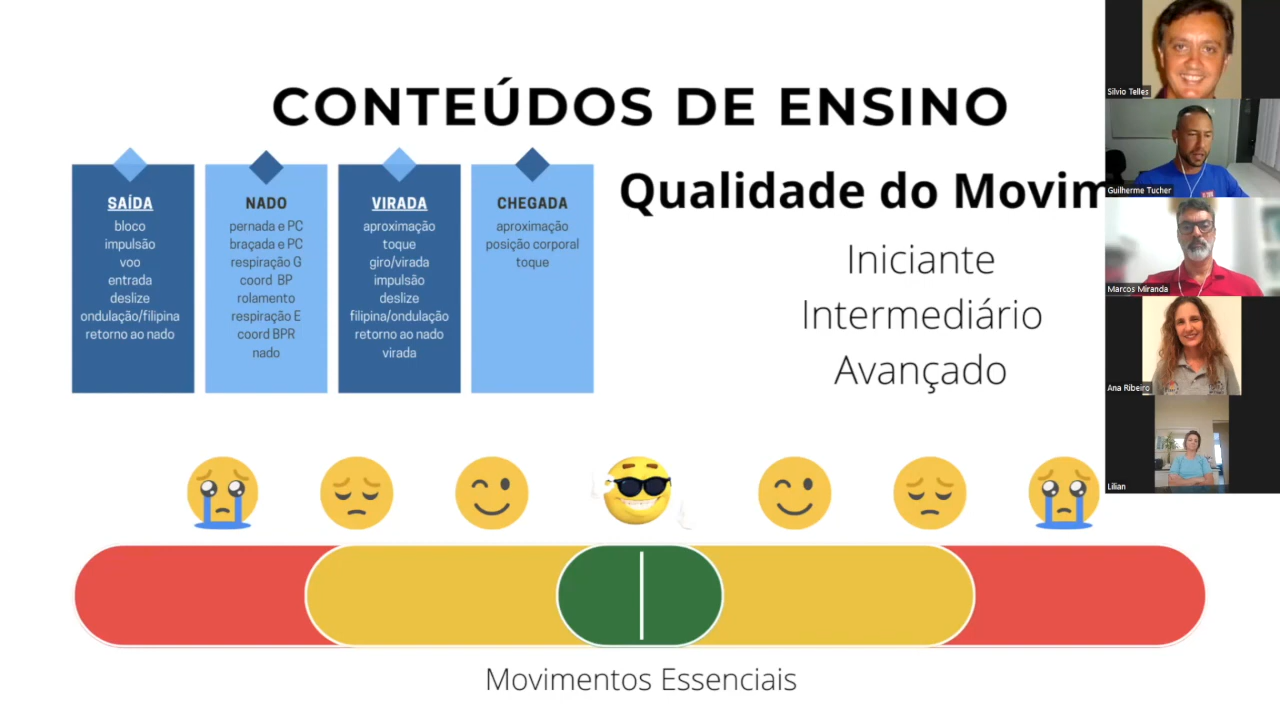 CONTEÚDOS DE ENSINO
SAÍDA
bloco
impulsão
voo
entrada
deslize
ondulação/filipina
retorno ao nado
NADO
pernada e PC
braçada e PC
respiração G
coord BP
rolamento
respiração E
coord BPR
nado
VIRADA
aproximação
toque
giro/virada
impulsão
deslize
filipina/ondulação
retorno ao nado
virada
CHEGADA
aproximação
posição corporal
toque
Qualidade do Movim
Iniciante
Intermediário
Avançado
Movimentos Essenciais
Silvio Telles
Guilherme Tucher
Marcos Miranda
Ana Ribeiro
Lilian